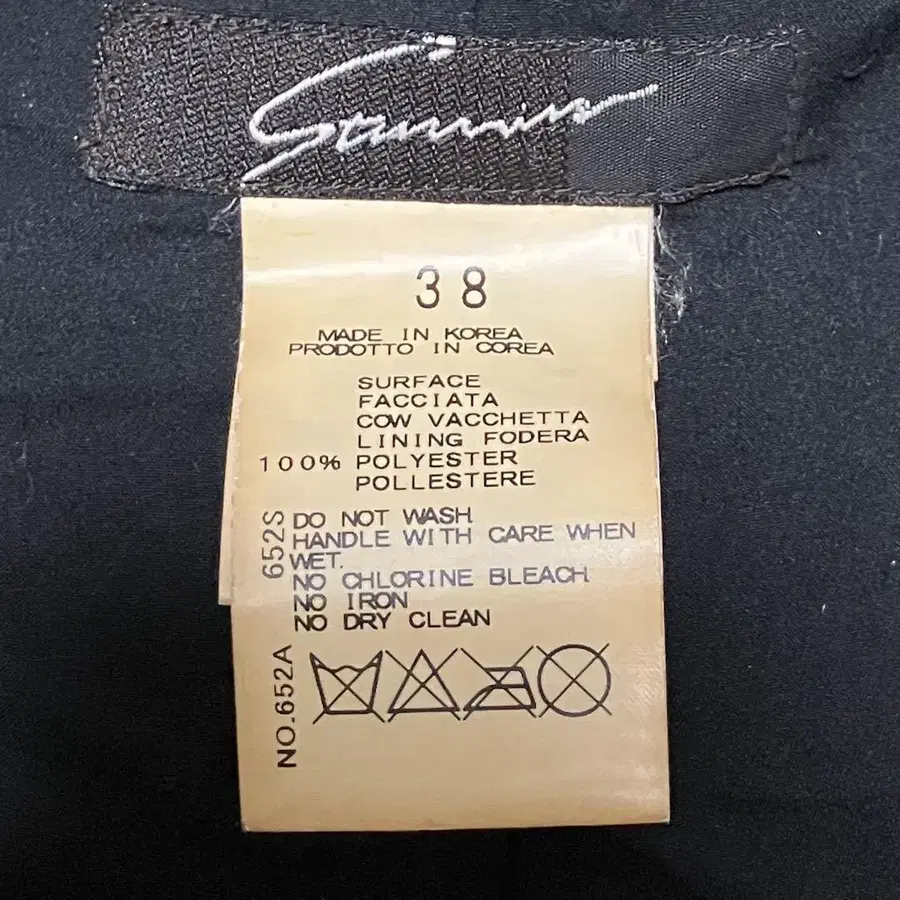 38
MADE IN KOREA
PRODOTTO IN COREA
SURFACE
FACCIATA
COW VACCHETTA
LINING FODERA
100% POLYESTER
POLLESTERE
DO NOT WASH
HANDLE WITH CARE WHEN
WET.
NO CHLORINE BLEACH
NO IRON
NO DRY CLEAN
652S
NO.652A